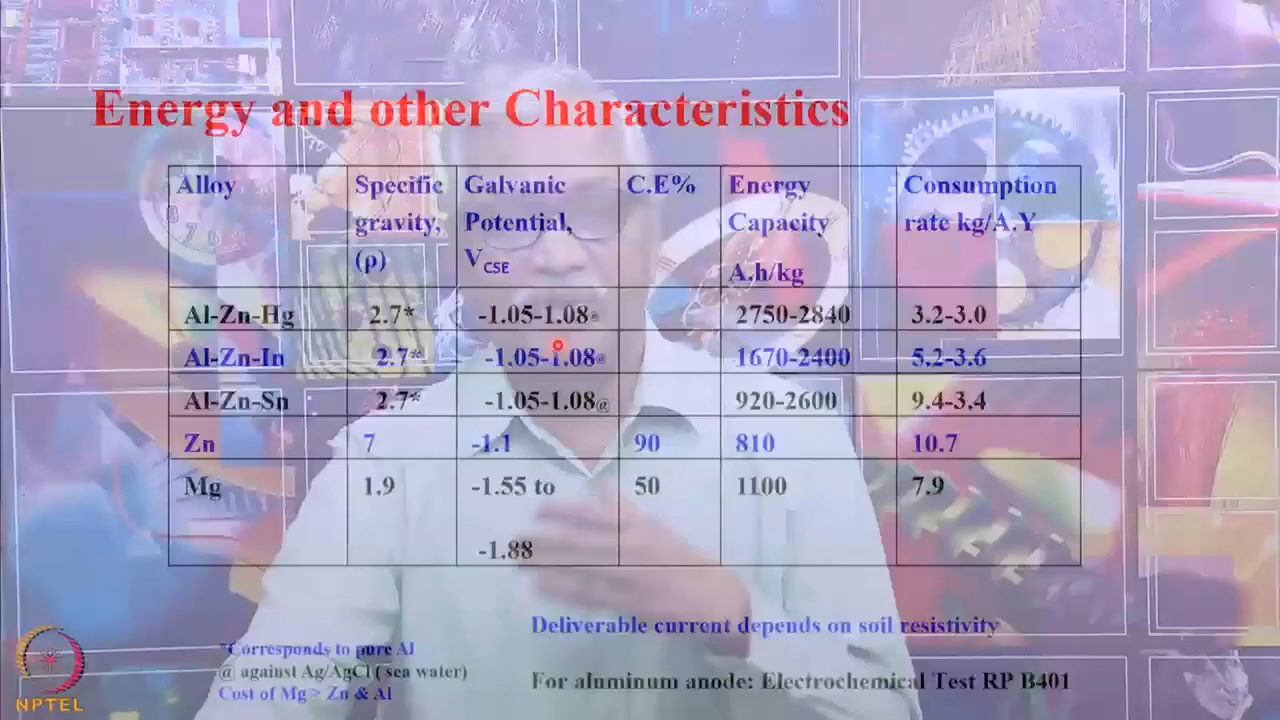 Energy and other Characteristics
Alloy Specific gravity, (ρ) Galvanic Potential, VCSE C.E% Energy Capacity A.h/kg Consumption rate kg/A.Y
Al-Zn-Hg 2.7* -1.05-1.08@ 2750-2840 3.2-3.0
Al-Zn-In 2.7* -1.05-1.08@ 1670-2400 5.2-3.6
Al-Zn-Sn 2.7* -1.05-1.08@ 920-2600 9.4-3.4
Zn 7 -1.1 90 810 10.7
Mg 1.9 -1.55 to -1.88 50 1100 7.9
Deliverable current depends on soil resistivity
*Corresponds to pure Al
@ against Ag/AgCl ( sea water)
Cost of Mg > Zn & Al
For aluminum anode: Electrochemical Test RP B401
NPTEL